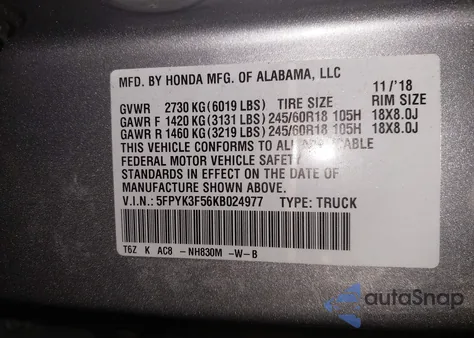 MFD. BY HONDA MFG. OF ALABAMA, LLC
11/'18
GVWR 2730 KG (6019 LBS) TIRE SIZE RIM SIZE
GAWR F 1420 KG (3131 LBS) 245/60R18 105H 18X8.0J
GAWR R 1460 KG (3219 LBS) 245/60R18 105H 18X8.0J
THIS VEHICLE CONFORMS TO ALL APPLICABLE
FEDERAL MOTOR VEHICLE SAFETY
STANDARDS IN EFFECT ON THE DATE OF
MANUFACTURE SHOWN ABOVE.
V.I.N.: 5FPYK3F56KB024977 TYPE: TRUCK
T6Z K AC8 -NH830M -W-B
autoSnap